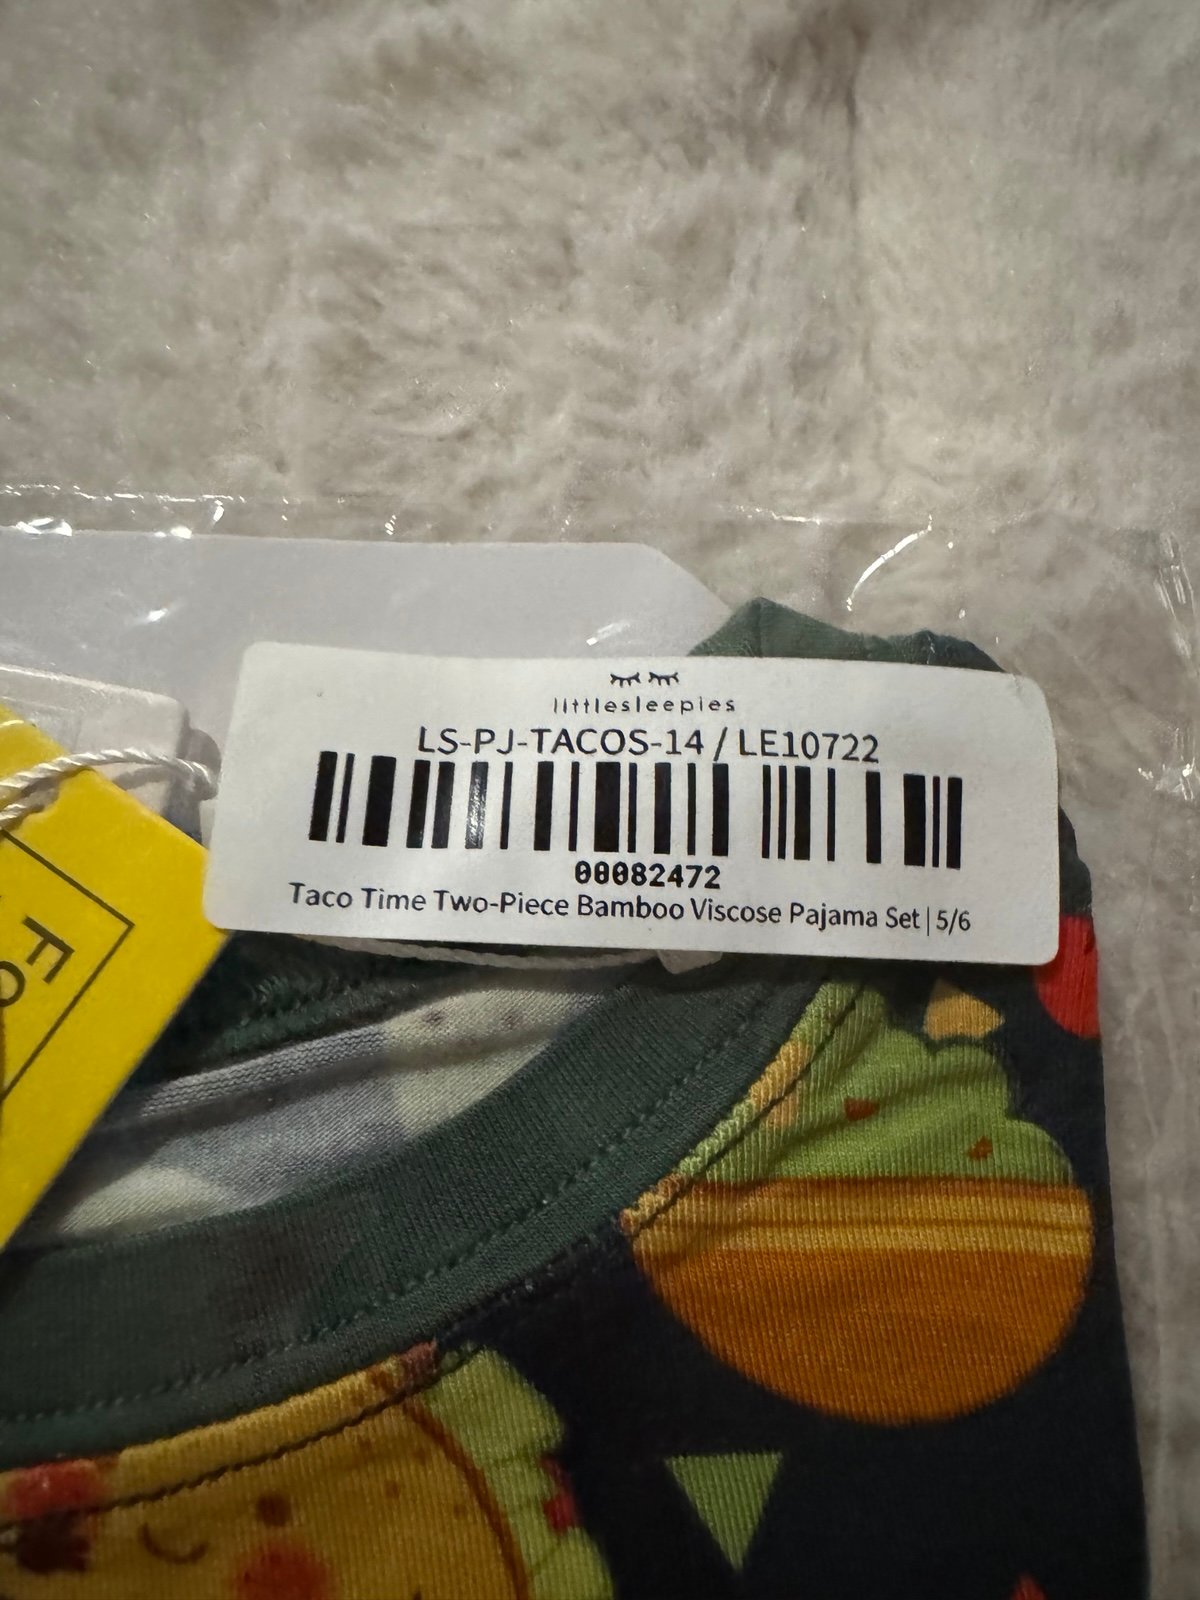 littlesleepies
LS-PJ-TACOS-14 / LE10722
00082472
Taco Time Two-Piece Bamboo Viscose Pajama Set | 5/6